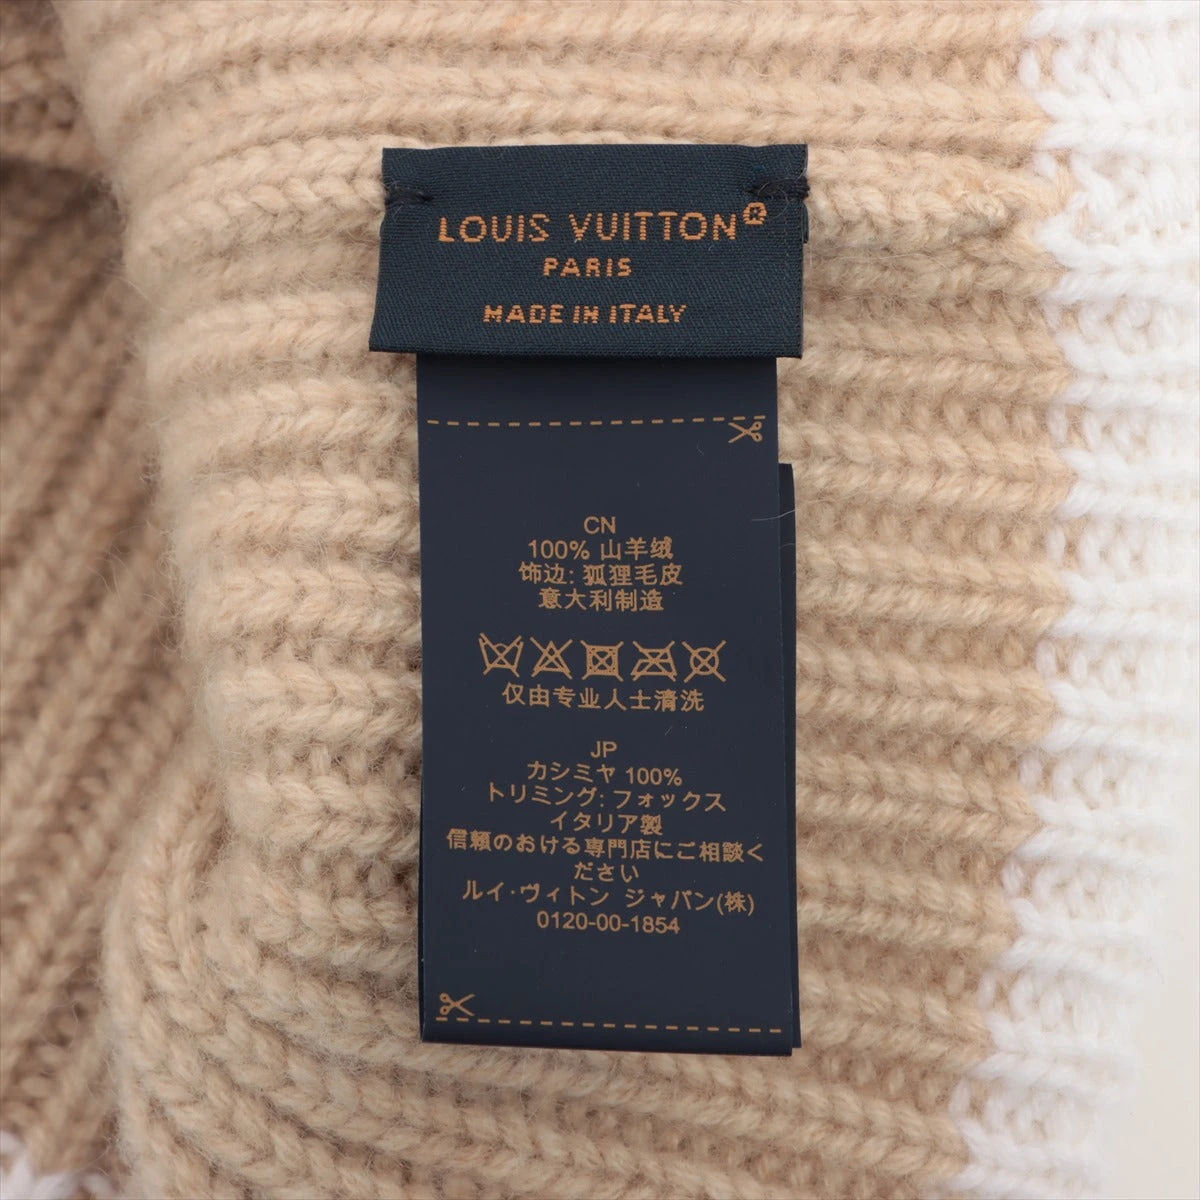 LOUIS VUITTON®
PARIS
MADE IN ITALY
CN
100% 山羊绒
饰边: 狐狸毛皮
意大利制造
仅由专业人士清洗
JP
カシミヤ 100%
トリミング: フォックス
イタリア製
信頼のおける専門店にご相談く
ださい
ルイ・ヴィトン ジャパン(株)
0120-00-1854